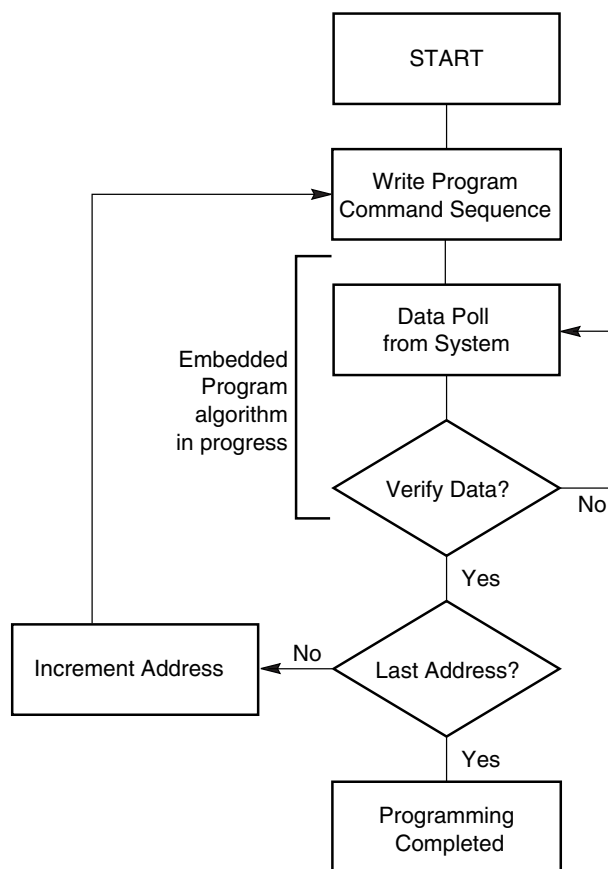 START
Write Program
Command Sequence
Data Poll
from System
Embedded
Program
algorithm
in progress
Verify Data?
No
Yes
Increment Address
No
Last Address?
Yes
Programming
Completed